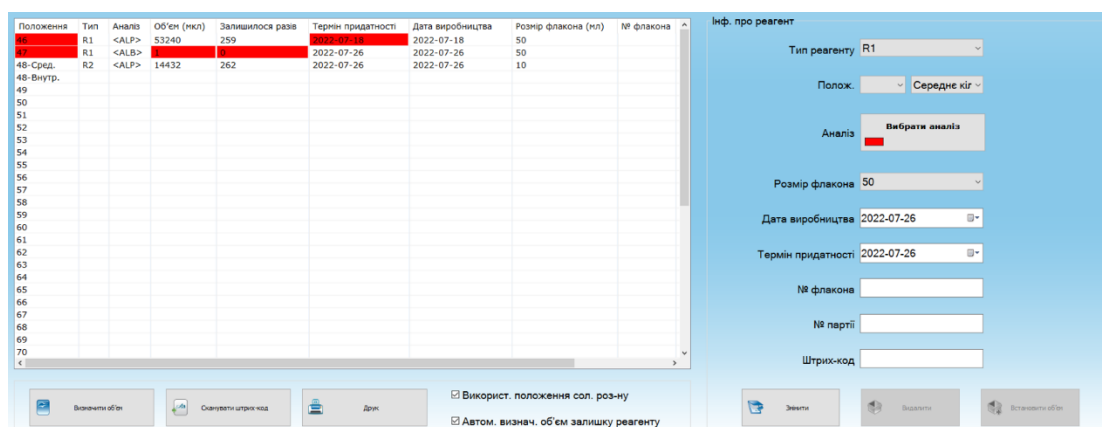 Положення Тип Аналіз Об'єм (мкл) Залишилося разів Термін придатності Дата виробництва Розмір флакона (мл) № флакона
46 R1 <ALP> 53240 259 2022-07-18 2022-07-18 50
47 R1 <ALB> 1 0 2022-07-26 2022-07-26 50
48-Сред. R2 <ALP> 14432 262 2022-07-26 2022-07-26 10
48-Внутр.
49
50
51
52
53
54
55
56
57
58
59
60
61
62
63
64
65
66
67
68
69
70
Інф. про реагент
Тип реагенту R1
Полож. Середнє кіг
Аналіз Вибрати аналіз
Розмір флакона 50
Дата виробництва 2022-07-26
Термін придатності 2022-07-26
№ флакона
№ партії
Штрих-код
Визначити об'єм Сканувати штрих-код Друк
Використ. положення сол. роз-ну
Автом. визнач. об'єм залишку реагенту
Змінити Видалити Встановити об'єм